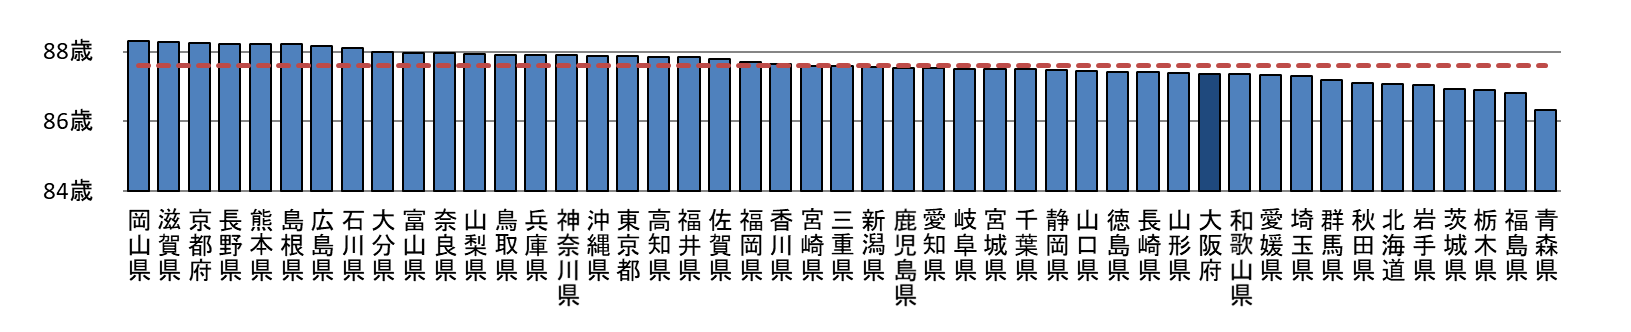 88歳
86歳
84歳
岡山県
滋賀県
京都府
長野県
熊本県
島根県
広島県
石川県
大分県
富山県
奈良県
山梨県
鳥取県
兵庫県
神奈川県
沖縄県
東京都
高知県
福井県
佐賀県
福岡県
香川県
宮崎県
三重県
新潟県
鹿児島県
愛知県
岐阜県
宮城県
千葉県
静岡県
山口県
徳島県
長崎県
山形県
大阪府
和歌山県
愛媛県
埼玉県
群馬県
秋田県
北海道
岩手県
茨城県
栃木県
福島県
青森県